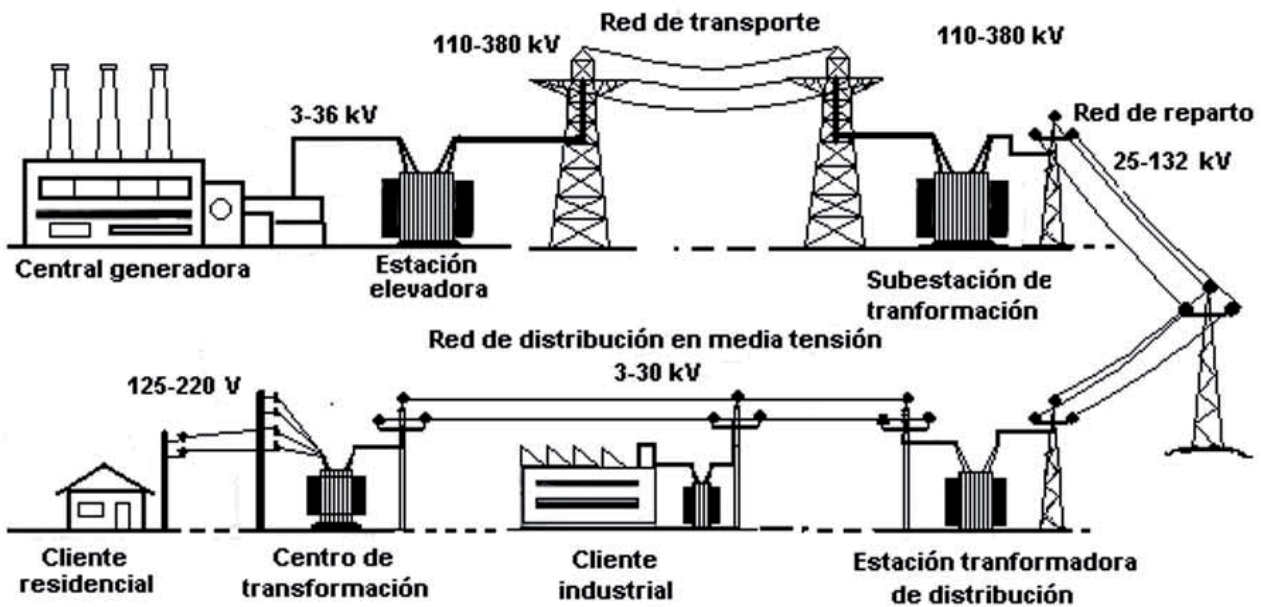 Red de transporte
110-380 kV
110-380 kV
3-36 kV
Red de reparto
25-132 kV
Central generadora
Estación
elevadora
Subestación de
tranformación
Red de distribución en media tensión
3-30 kV
125-220 V
Cliente
residencial
Centro de
transformación
Cliente
industrial
Estación tranformadora
de distribución